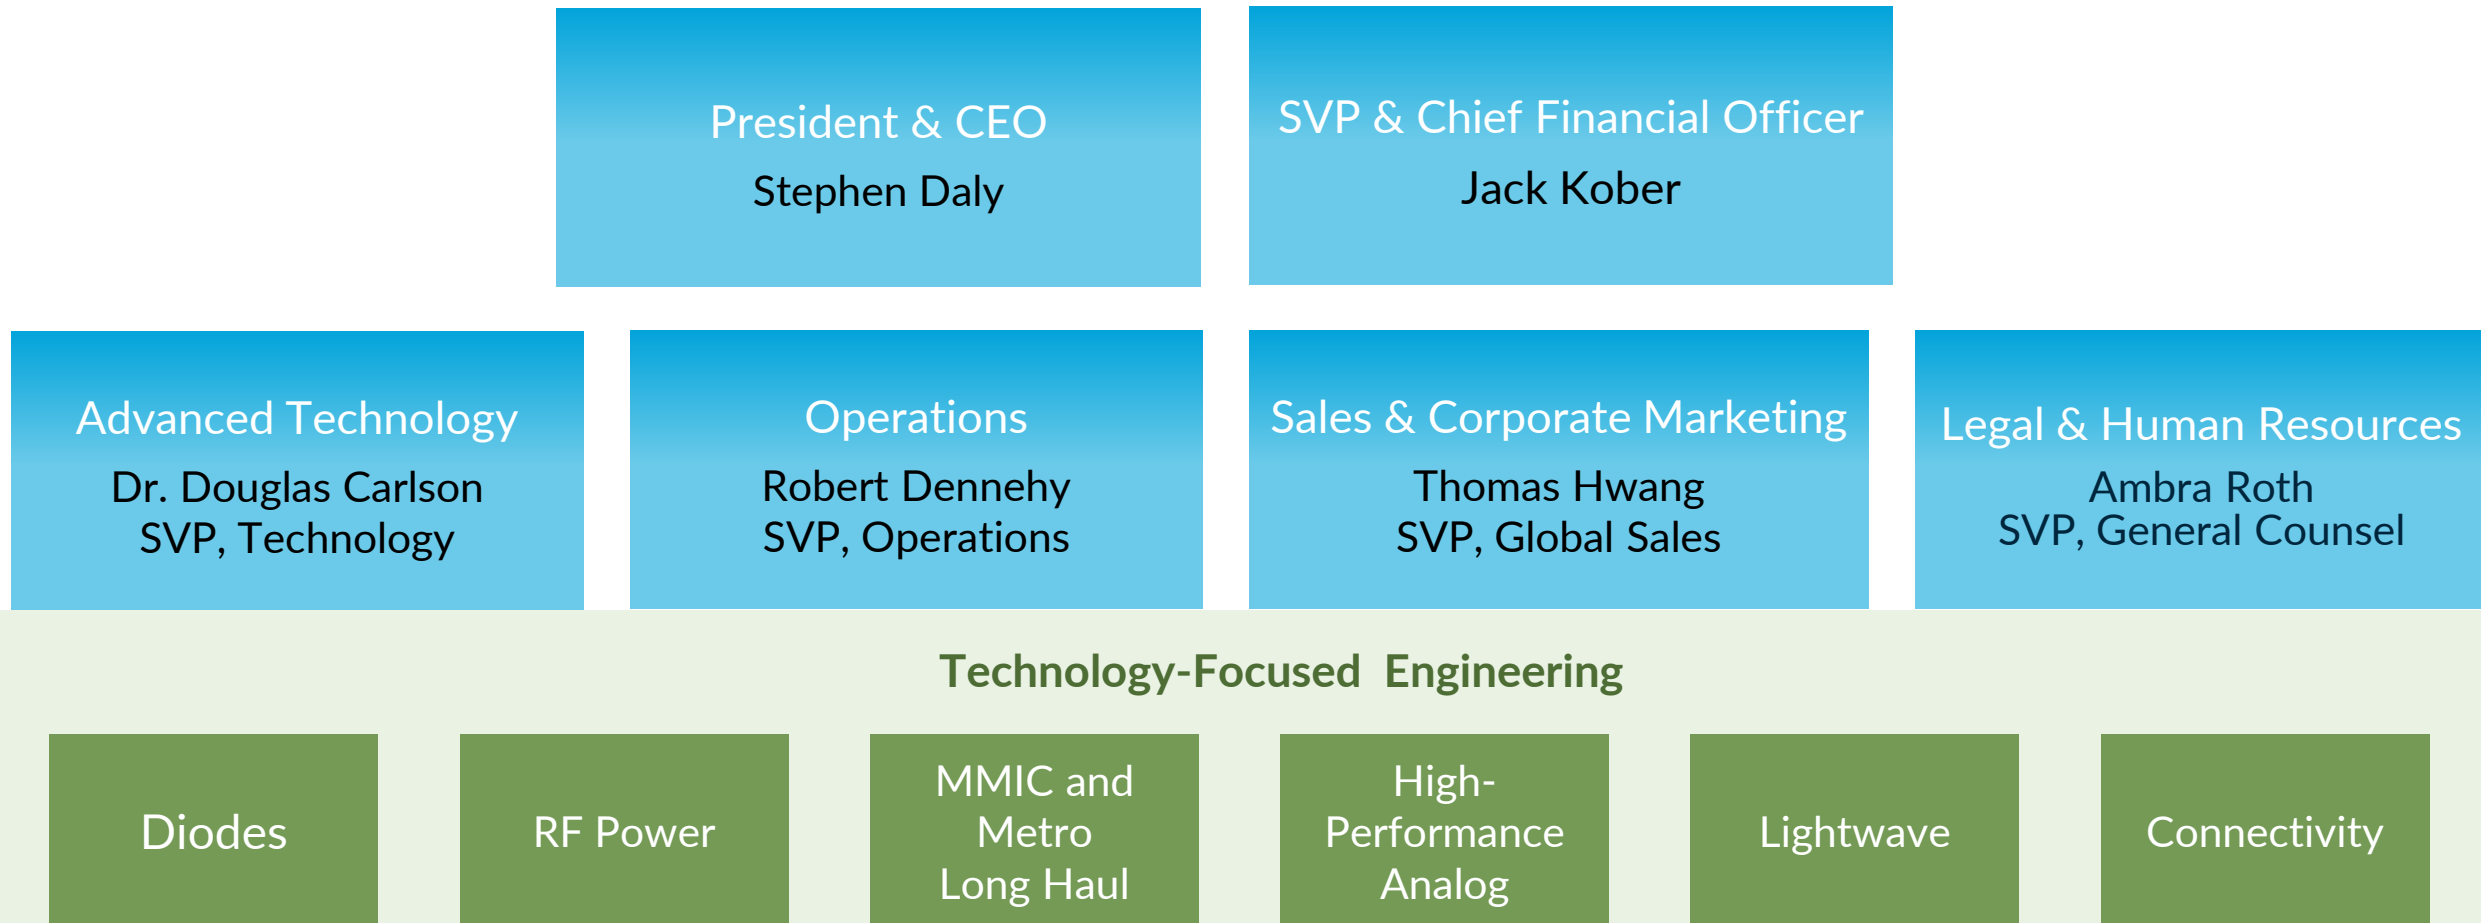 President & CEO
Stephen Daly
SVP & Chief Financial Officer
Jack Kober
Advanced Technology
Dr. Douglas Carlson
SVP, Technology
Operations
Robert Dennehy
SVP, Operations
Sales & Corporate Marketing
Thomas Hwang
SVP, Global Sales
Legal & Human Resources
Ambra Roth
SVP, General Counsel
Technology-Focused Engineering
Diodes
RF Power
MMIC and
Metro
Long Haul
High-
Performance
Analog
Lightwave
Connectivity